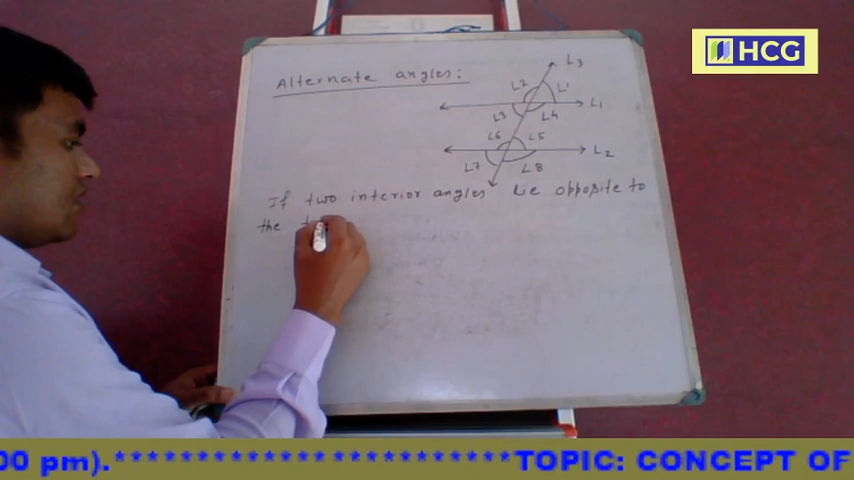 HCG
Alternate angles:
L3
L2 L1
L1
L3 L4
L6 L5
L2
L7 L8
If two interior angles lie opposite to
the
00 pm).*************************TOPIC: CONCEPT OF